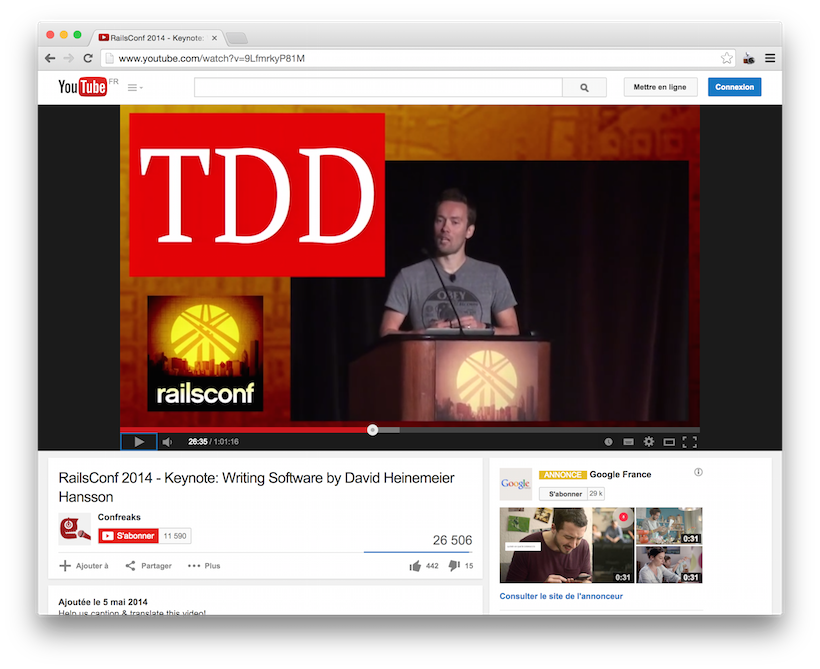 RailsConf 2014 - Keynote:
www.youtube.com/watch?v=9LfmrkyP81M
YouTube FR
Mettre en ligne
Connexion
TDD
OBEY
railsconf
26:35 / 1:01:16
RailsConf 2014 - Keynote: Writing Software by David Heinemeier
Hansson
Confreaks
S'abonner 11 590
26 506
Ajouter à
Partager
Plus
442
15
Ajoutée le 5 mai 2014
Help us caption & translate this video!
Google
ANNONCE Google France
S'abonner 29 k
0:31
0:31
0:31
Consulter le site de l'annonceur